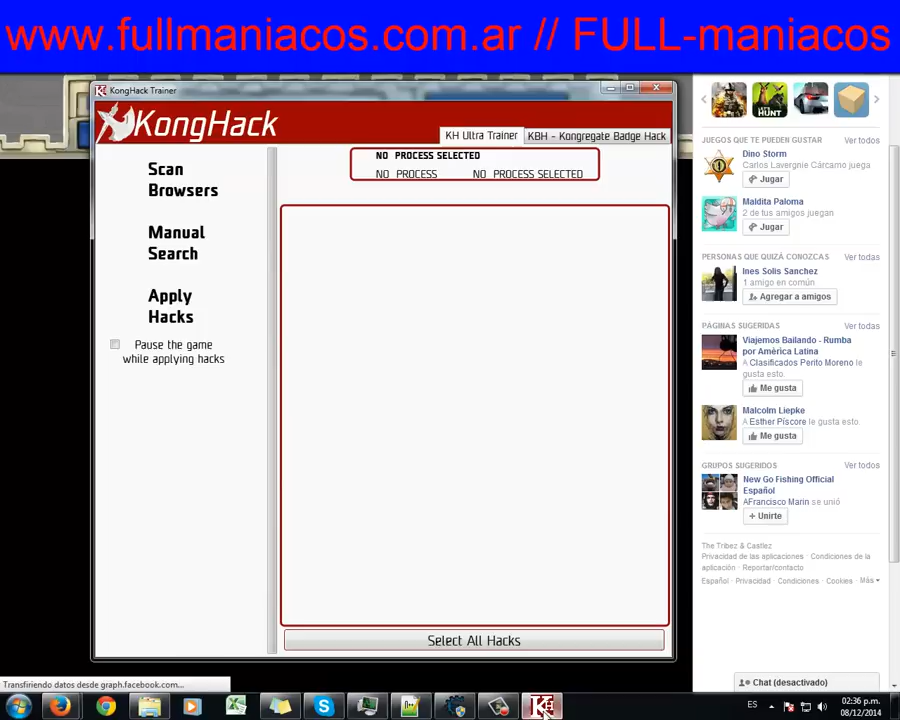 www.fullmaniacos.com.ar // FULL-maniacos
KongHack Trainer
KongHack
KH Ultra Trainer
KBH - Kongregate Badge Hack
NO PROCESS SELECTED
NO PROCESS
NO PROCESS SELECTED
Scan
Browsers
Manual
Search
Apply
Hacks
Pause the game
while applying hacks
Select All Hacks
JUEGOS QUE TE PUEDEN GUSTAR
Ver todos
Dino Storm
Carlos Lavergnie Cárcamo juega
Jugar
Maldita Paloma
2 de tus amigos juegan
Jugar
PERSONAS QUE QUIZÁ CONOZCAS
Ver todas
Ines Solis Sanchez
1 amigo en común
Agregar a amigos
PÁGINAS SUGERIDAS
Ver todas
Viajemos Bailando - Rumba
por América Latina
A Clasificados Perito Moreno le
gusta esto.
Me gusta
Malcolm Liepke
A Esther Píscore le gusta esto.
Me gusta
GRUPOS SUGERIDOS
Ver todos
New Go Fishing Official
Español
AFrancisco Marin se unió
+ Unirte
The Tribez & Castlez
Privacidad de las aplicaciones · Condiciones de la
aplicación · Reportar/contacto
Español · Privacidad · Condiciones · Cookies · Más
Chat (desactivado)
Transfiriendo datos desde graph.facebook.com...
ES
02:36 p.m.
08/12/2014